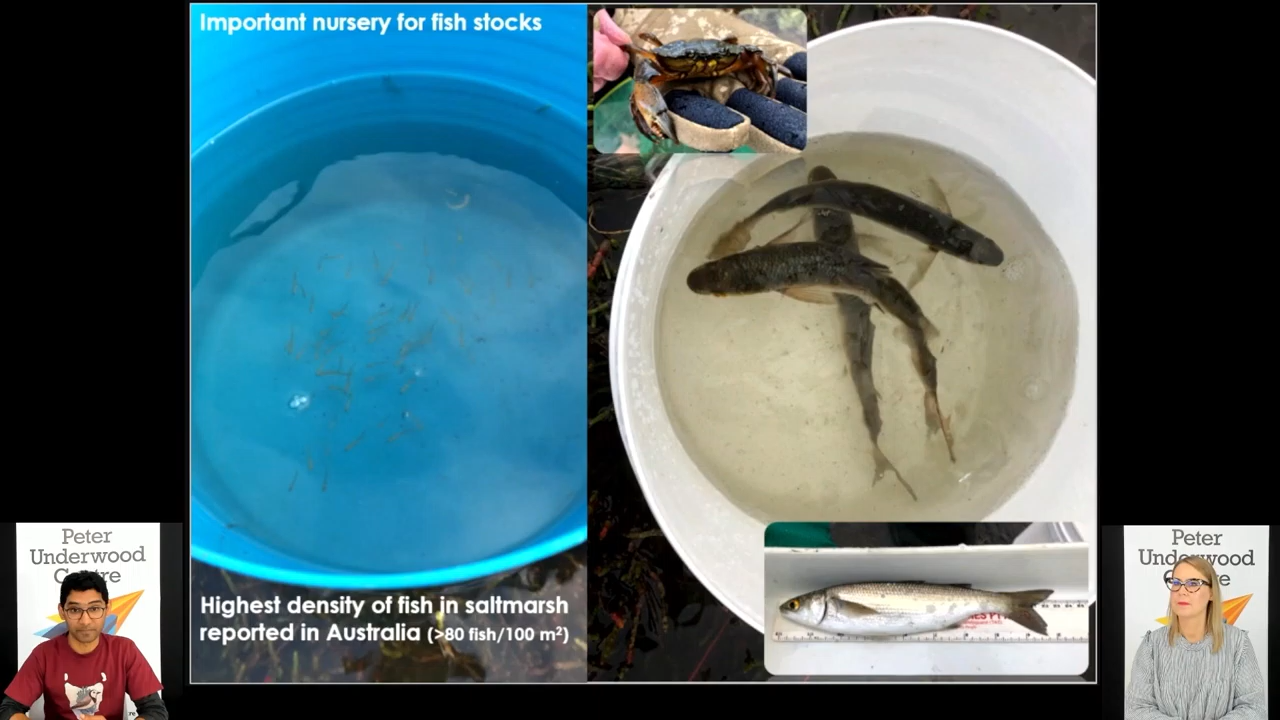 Important nursery for fish stocks
Highest density of fish in saltmarsh
reported in Australia (>80 fish/100 m²)
Peter
Underwood
Centre
Peter
Underwood